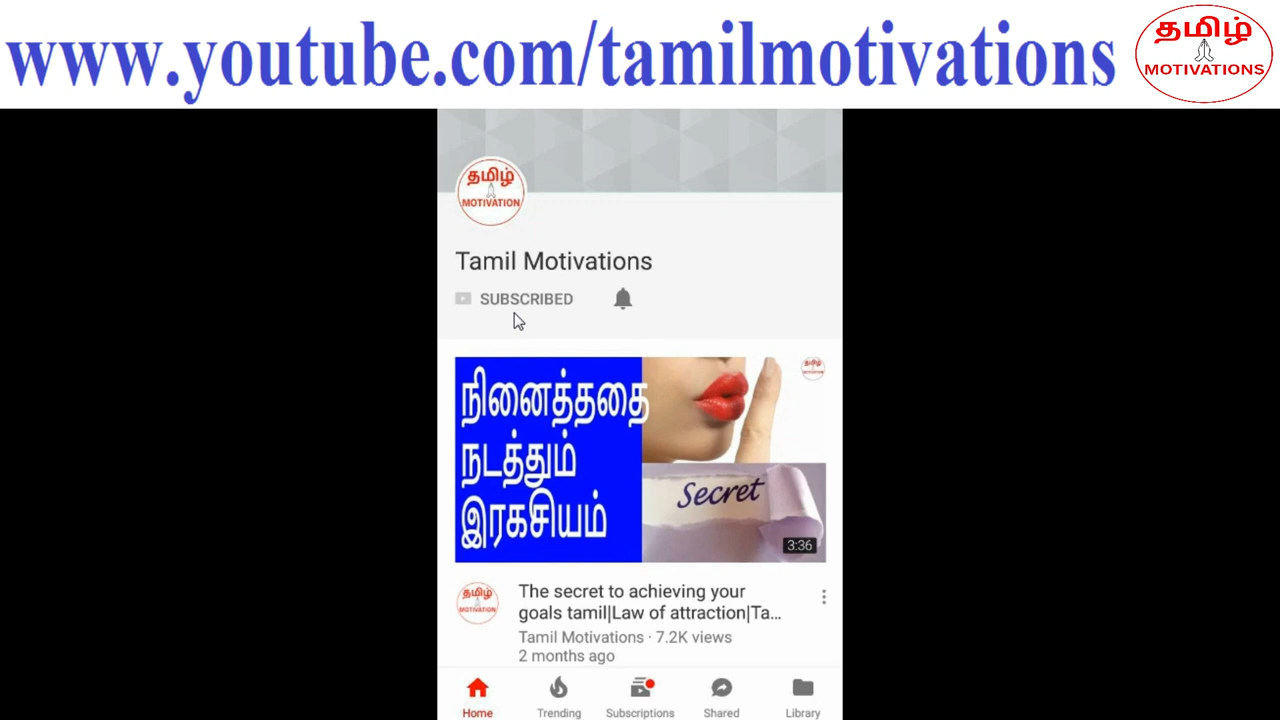 www.youtube.com/tamilmotivations
தமிழ்
MOTIVATIONS
தமிழ்
MOTIVATION
Tamil Motivations
SUBSCRIBED
நினைத்ததை
நடத்தும்
இரகசியம்
Secret
3:36
தமிழ்
MOTIVATION
The secret to achieving your
goals tamil|Law of attraction|Ta...
Tamil Motivations · 7.2K views
2 months ago
Home
Trending
Subscriptions
Shared
Library